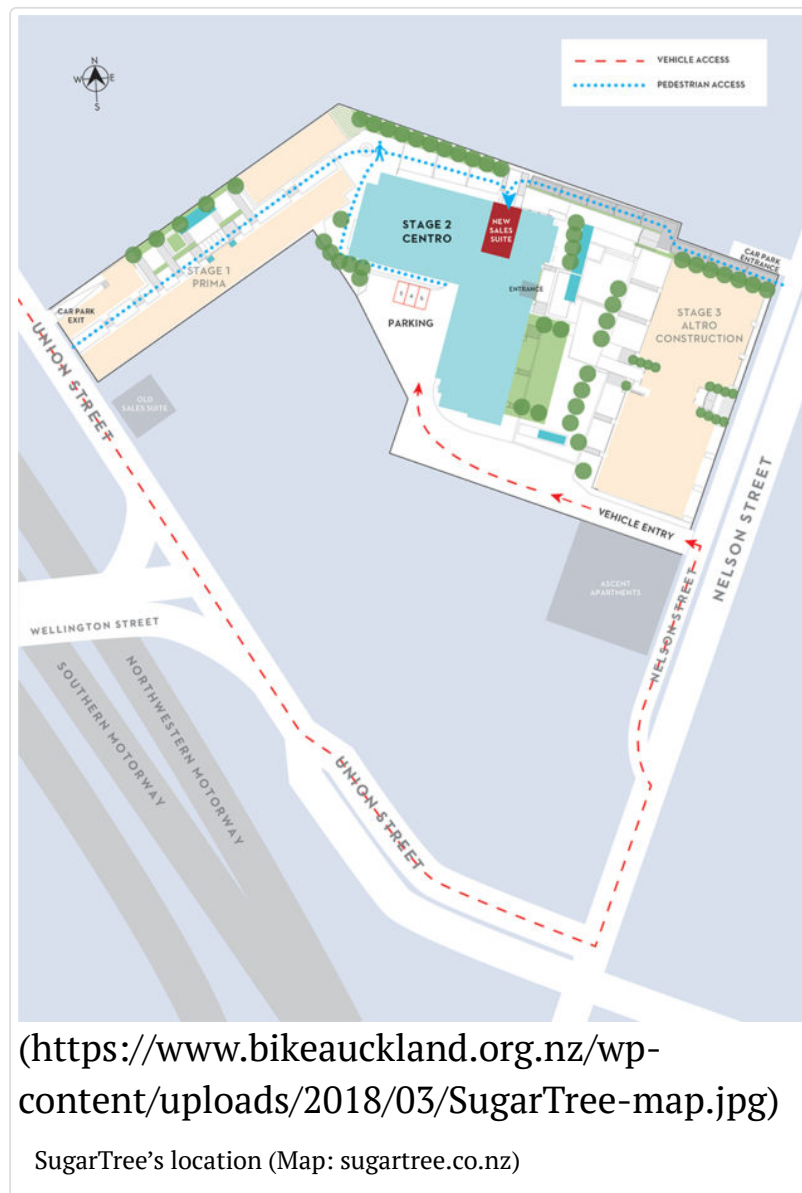 N
W E
S
VEHICLE ACCESS
PEDESTRIAN ACCESS
STAGE 2
CENTRO
NEW
SALES
SUITE
CAR PARK
ENTRANCE
STAGE 1
PRIMA
ENTRANCE
CAR PARK
EXIT
PARKING
STAGE 3
ALTRO
CONSTRUCTION
UNION STREET
OLD
SALES SUITE
VEHICLE ENTRY
NELSON STREET
ASCENT
APARTMENTS
NELSON STREET
WELLINGTON STREET
NORTHWESTERN MOTORWAY
SOUTHERN MOTORWAY
UNION STREET
(https://www.bikeauckland.org.nz/wp-
content/uploads/2018/03/SugarTree-map.jpg)
SugarTree’s location (Map: sugartree.co.nz)